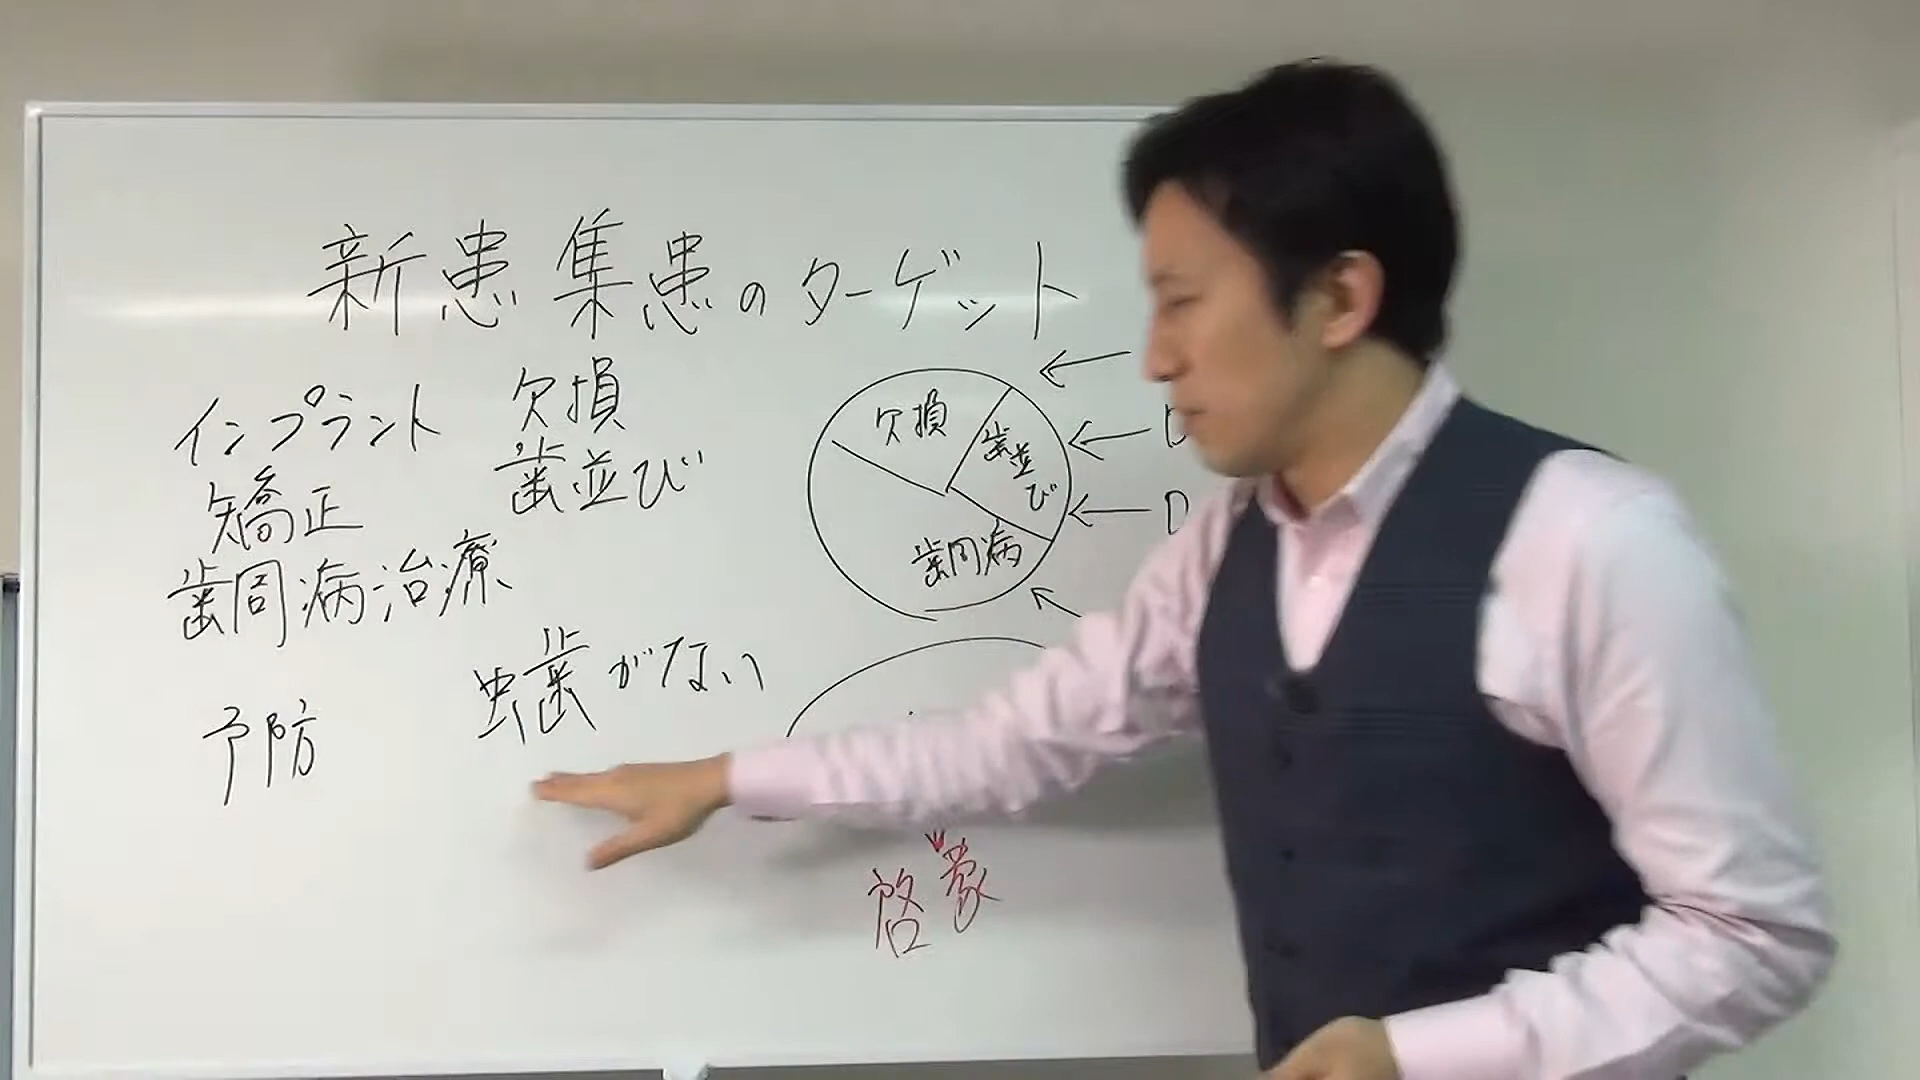 新患集患のターゲット
インプラント 欠損
矯正 歯並び
歯周病治療
虫歯がない
予防
欠損
歯並び
歯周病
D
D
啓蒙